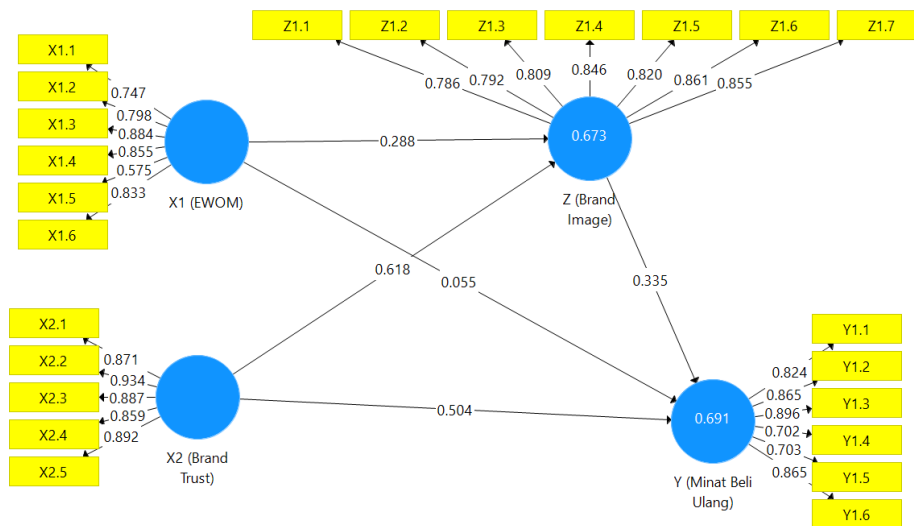 Z1.1
Z1.2
Z1.3
Z1.4
Z1.5
Z1.6
Z1.7
0.786
0.792
0.809
0.846
0.820
0.861
0.855
X1.1
X1.2
X1.3
X1.4
X1.5
X1.6
0.747
0.798
0.884
0.855
0.575
0.833
X1 (EWOM)
0.288
0.673
Z (Brand
Image)
0.618
0.055
0.335
X2.1
X2.2
X2.3
X2.4
X2.5
0.871
0.934
0.887
0.859
0.892
X2 (Brand
Trust)
0.504
0.691
Y (Minat Beli
Ulang)
0.824
0.865
0.896
0.702
0.703
0.865
Y1.1
Y1.2
Y1.3
Y1.4
Y1.5
Y1.6